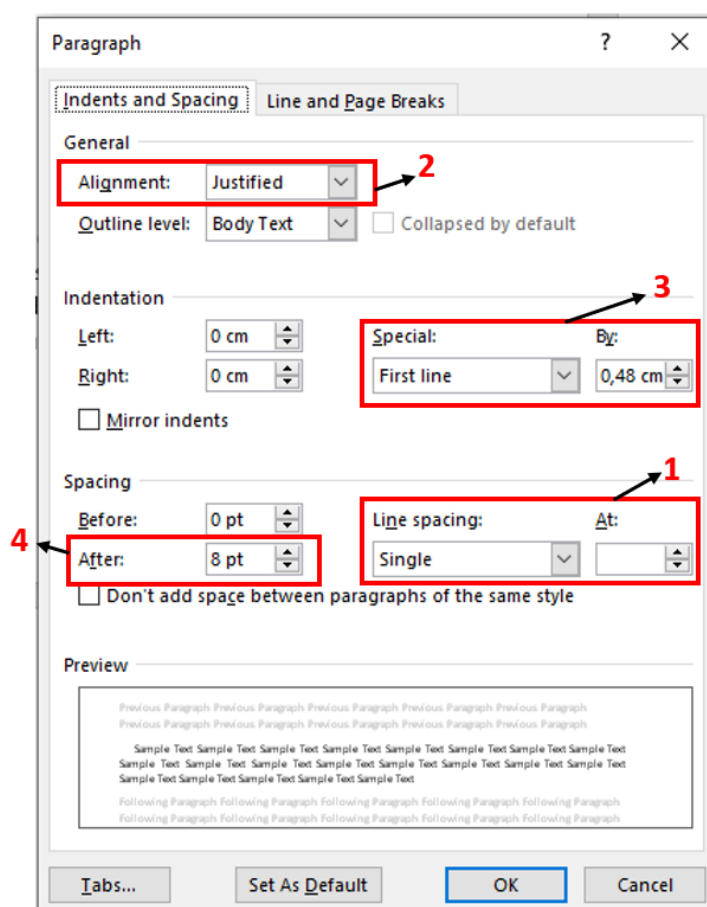 Paragraph ? ×
Indents and Spacing Line and Page Breaks
General
Alignment: Justified 2
Outline level: Body Text Collapsed by default
Indentation 3
Left: 0 cm Special: By:
Right: 0 cm First line 0,48 cm
Mirror indents
Spacing 1
Before: 0 pt Line spacing: At:
4 After: 8 pt Single
Don't add space between paragraphs of the same style
Preview
Previous Paragraph Previous Paragraph Previous Paragraph Previous Paragraph Previous Paragraph
Previous Paragraph Previous Paragraph Previous Paragraph Previous Paragraph Previous Paragraph
Sample Text Sample Text Sample Text Sample Text Sample Text Sample Text Sample Text Sample Text
Sample Text Sample Text Sample Text Sample Text Sample Text Sample Text Sample Text Sample Text
Sample Text Sample Text Sample Text Sample Text Sample Text
Following Paragraph Following Paragraph Following Paragraph Following Paragraph Following Paragraph
Following Paragraph Following Paragraph Following Paragraph Following Paragraph Following Paragraph
Tabs... Set As Default OK Cancel